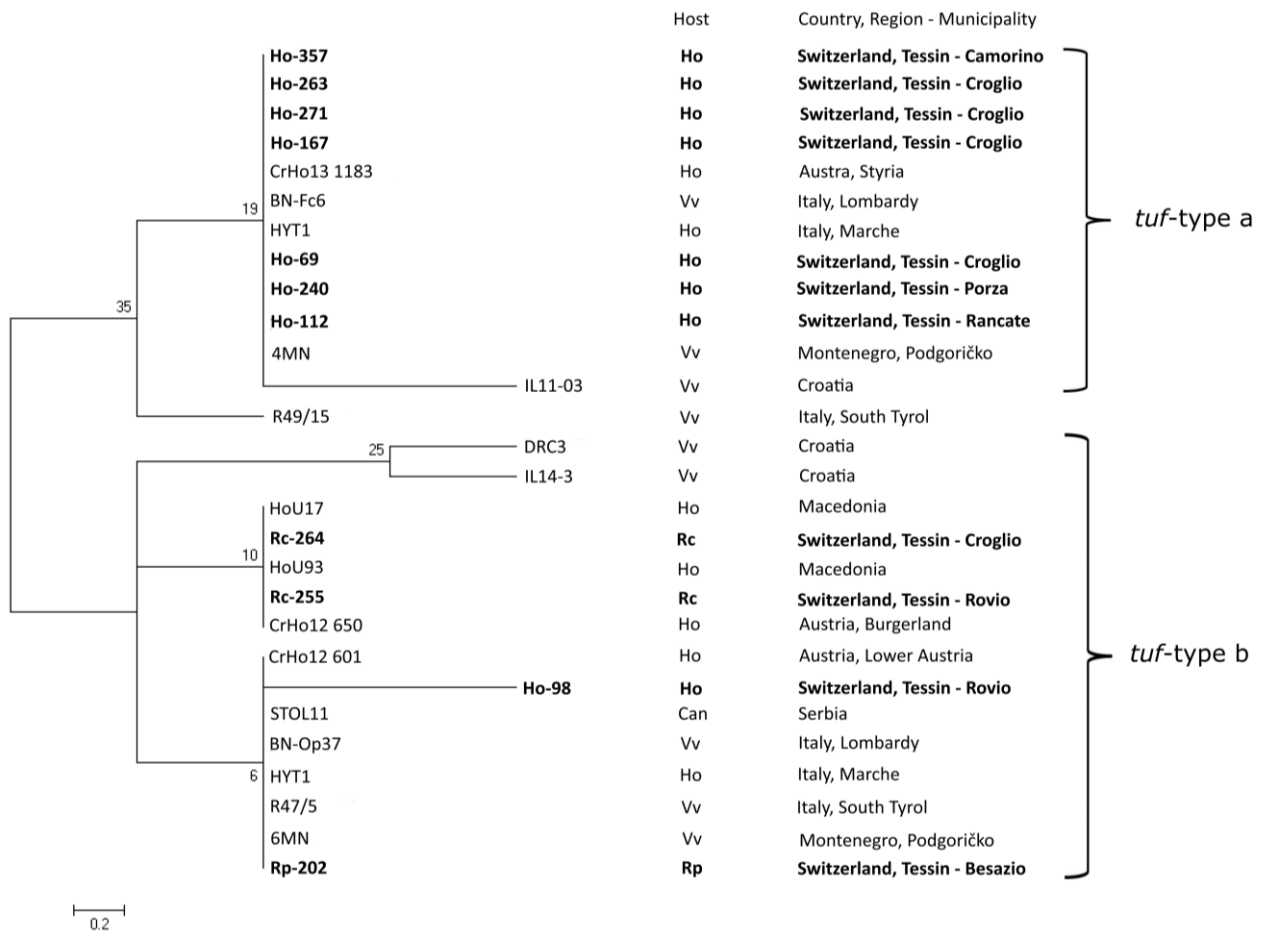 Host Country, Region - Municipality
Ho-357 Ho Switzerland, Tessin - Camorino
Ho-263 Ho Switzerland, Tessin - Croglio
Ho-271 Ho Switzerland, Tessin - Croglio
Ho-167 Ho Switzerland, Tessin - Croglio
CrHo13 1183 Ho Austra, Styria
19 BN-Fc6 Vv Italy, Lombardy
HYT1 Ho Italy, Marche
tuf-type a
Ho-69 Ho Switzerland, Tessin - Croglio
Ho-240 Ho Switzerland, Tessin - Porza
35
Ho-112 Ho Switzerland, Tessin - Rancate
4MN Vv Montenegro, Podgoričko
IL11-03 Vv Croatia
R49/15 Vv Italy, South Tyrol
25 DRC3 Vv Croatia
IL14-3 Vv Croatia
HoU17 Ho Macedonia
Rc-264 Rc Switzerland, Tessin - Croglio
10 HoU93 Ho Macedonia
Rc-255 Rc Switzerland, Tessin - Rovio
CrHo12 650 Ho Austria, Burgerland
CrHo12 601 Ho Austria, Lower Austria
tuf-type b
Ho-98 Ho Switzerland, Tessin - Rovio
STOL11 Can Serbia
BN-Op37 Vv Italy, Lombardy
6 HYT1 Ho Italy, Marche
R47/5 Vv Italy, South Tyrol
6MN Vv Montenegro, Podgoričko
Rp-202 Rp Switzerland, Tessin - Besazio
0.2